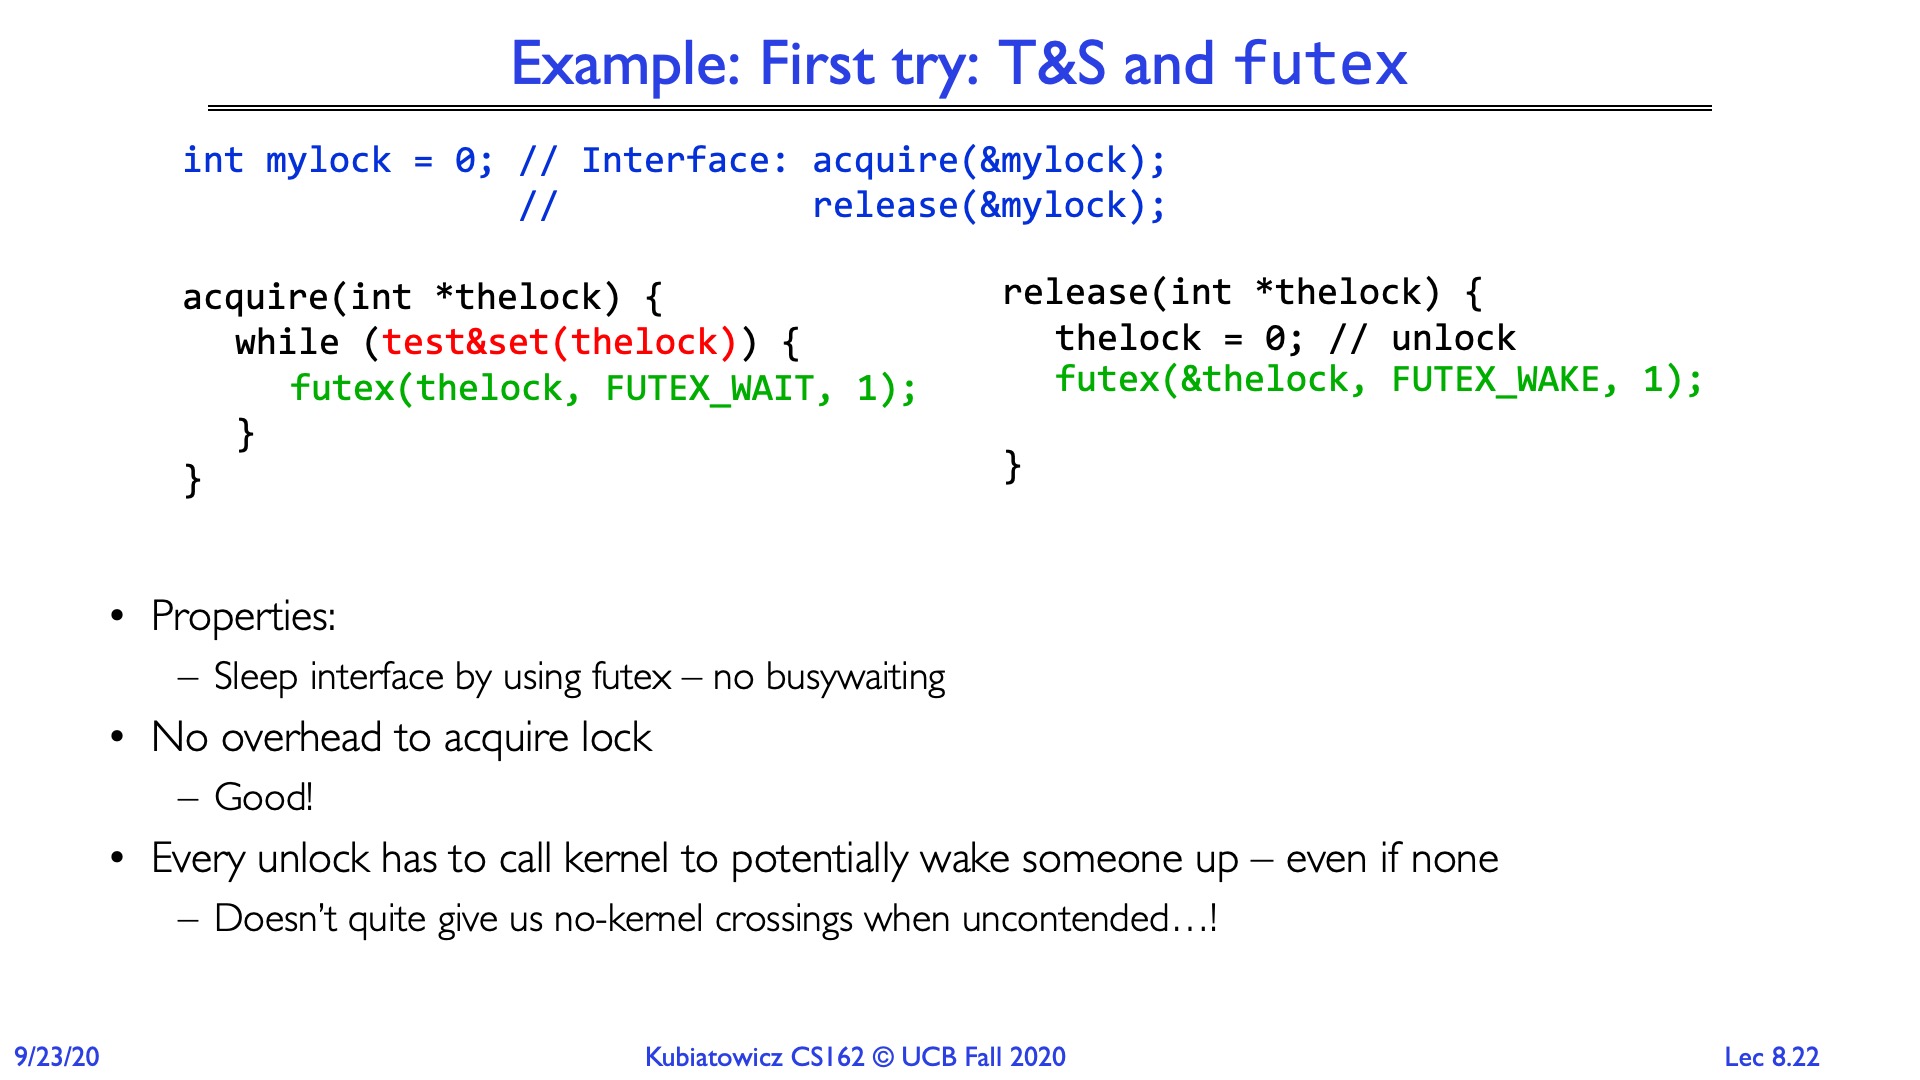 Example: First try: T&S and futex
int mylock = 0; // Interface: acquire(&mylock);
// release(&mylock);
acquire(int *thelock) {
while (test&set(thelock)) {
futex(thelock, FUTEX_WAIT, 1);
}
}
release(int *thelock) {
thelock = 0; // unlock
futex(&thelock, FUTEX_WAKE, 1);
}
• Properties:
– Sleep interface by using futex – no busywaiting
• No overhead to acquire lock
– Good!
• Every unlock has to call kernel to potentially wake someone up – even if none
– Doesn’t quite give us no-kernel crossings when uncontended…!
9/23/20
Kubiatowicz CS162 © UCB Fall 2020
Lec 8.22